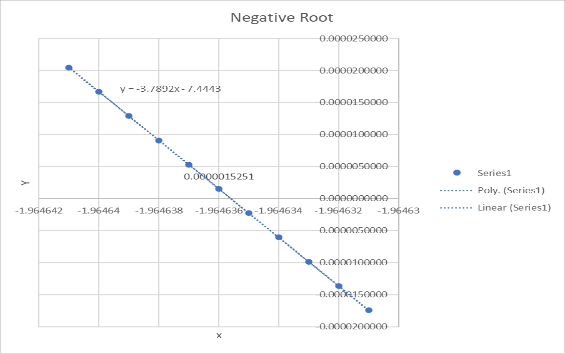 Negative Root
0.0000250000
0.0000200000
y = -3.7892x - 7.4443
0.0000150000
0.0000100000
0.0000050000
0.0000015251
0.0000000000
-1.964642 -1.96464 -1.964638 -1.964636 -1.964634 -1.964632 -1.96463
-0.0000050000
-0.0000100000
-0.0000150000
-0.0000200000
Y
x
Series1
Poly. (Series1)
Linear (Series1)